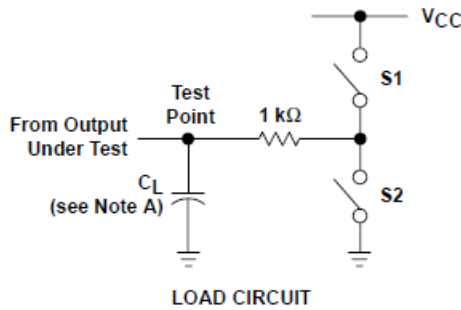 VCC
S1
Test
Point
1 kΩ
From Output
Under Test
CL
(see Note A)
S2
LOAD CIRCUIT